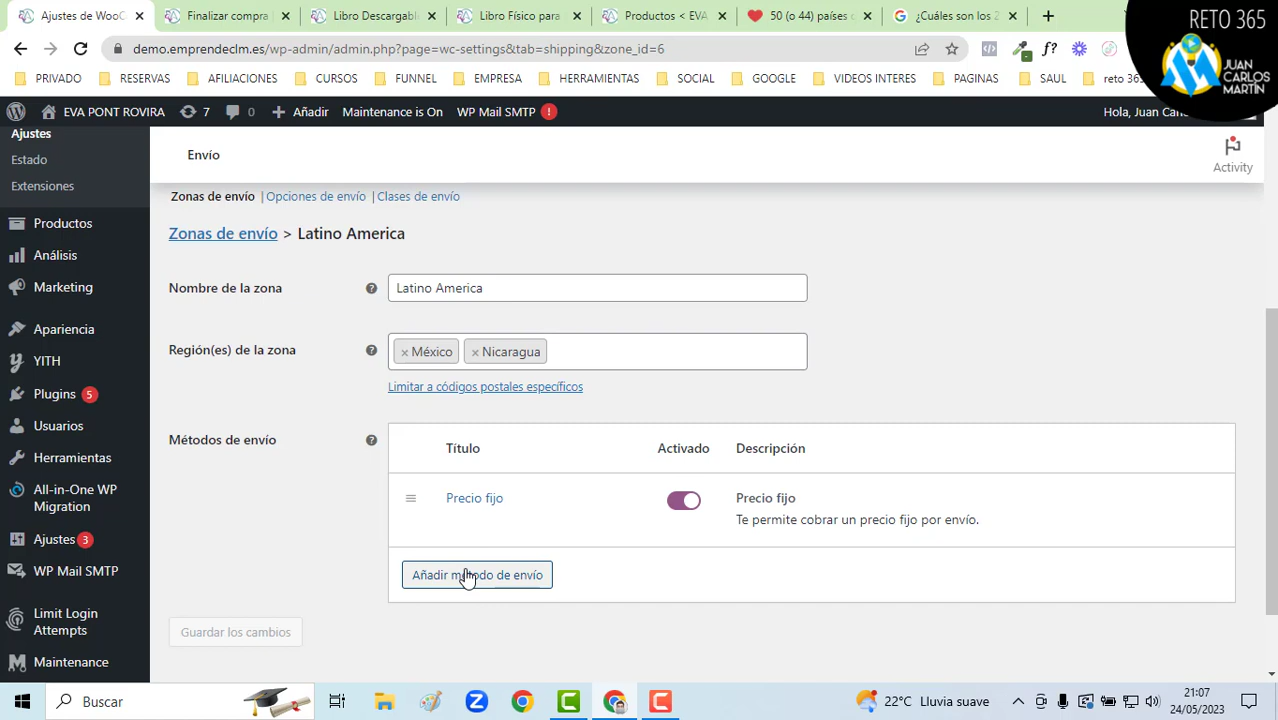 Ajustes de WooC
Finalizar compra
Libro Descargabl
Libro Físico para
Productos < EVA
50 (o 44) países
¿Cuáles son los 2
RETO 365
demo.emprendeclm.es/wp-admin/admin.php?page=wc-settings&tab=shipping&zone_id=6
f?
JUAN
CARLOS
MARTÍN
PRIVADO
RESERVAS
AFILIACIONES
CURSOS
FUNNEL
EMPRESA
HERRAMIENTAS
SOCIAL
GOOGLE
VIDEOS INTERES
PAGINAS
SAUL
reto 365
EVA PONT ROVIRA
7
0
Añadir
Maintenance is On
WP Mail SMTP !
Hola, Juan Carlos
Ajustes
Estado
Extensiones
Productos
Análisis
Marketing
Apariencia
YITH
Plugins 5
Usuarios
Herramientas
All-in-One WP
Migration
Ajustes 3
WP Mail SMTP
Limit Login
Attempts
Maintenance
Envío
Activity
Zonas de envío | Opciones de envío | Clases de envío
Zonas de envío > Latino America
Nombre de la zona ? Latino America
Región(es) de la zona ? × México × Nicaragua
Limitar a códigos postales específicos
Métodos de envío ?
Título Activado Descripción
Precio fijo Precio fijo
Te permite cobrar un precio fijo por envío.
Añadir método de envío
Guardar los cambios
Buscar
22°C Lluvia suave
21:07
24/05/2023